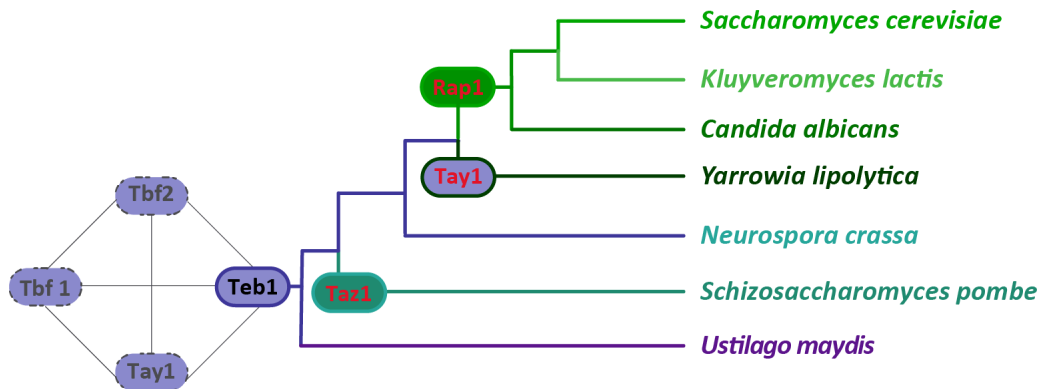 Saccharomyces cerevisiae
Rap1
Kluyveromyces lactis
Candida albicans
Tay1
Yarrowia lipolytica
Tbf2
Neurospora crassa
Tbf 1
Teb1
Taz1
Schizosaccharomyces pombe
Ustilago maydis
Tay1